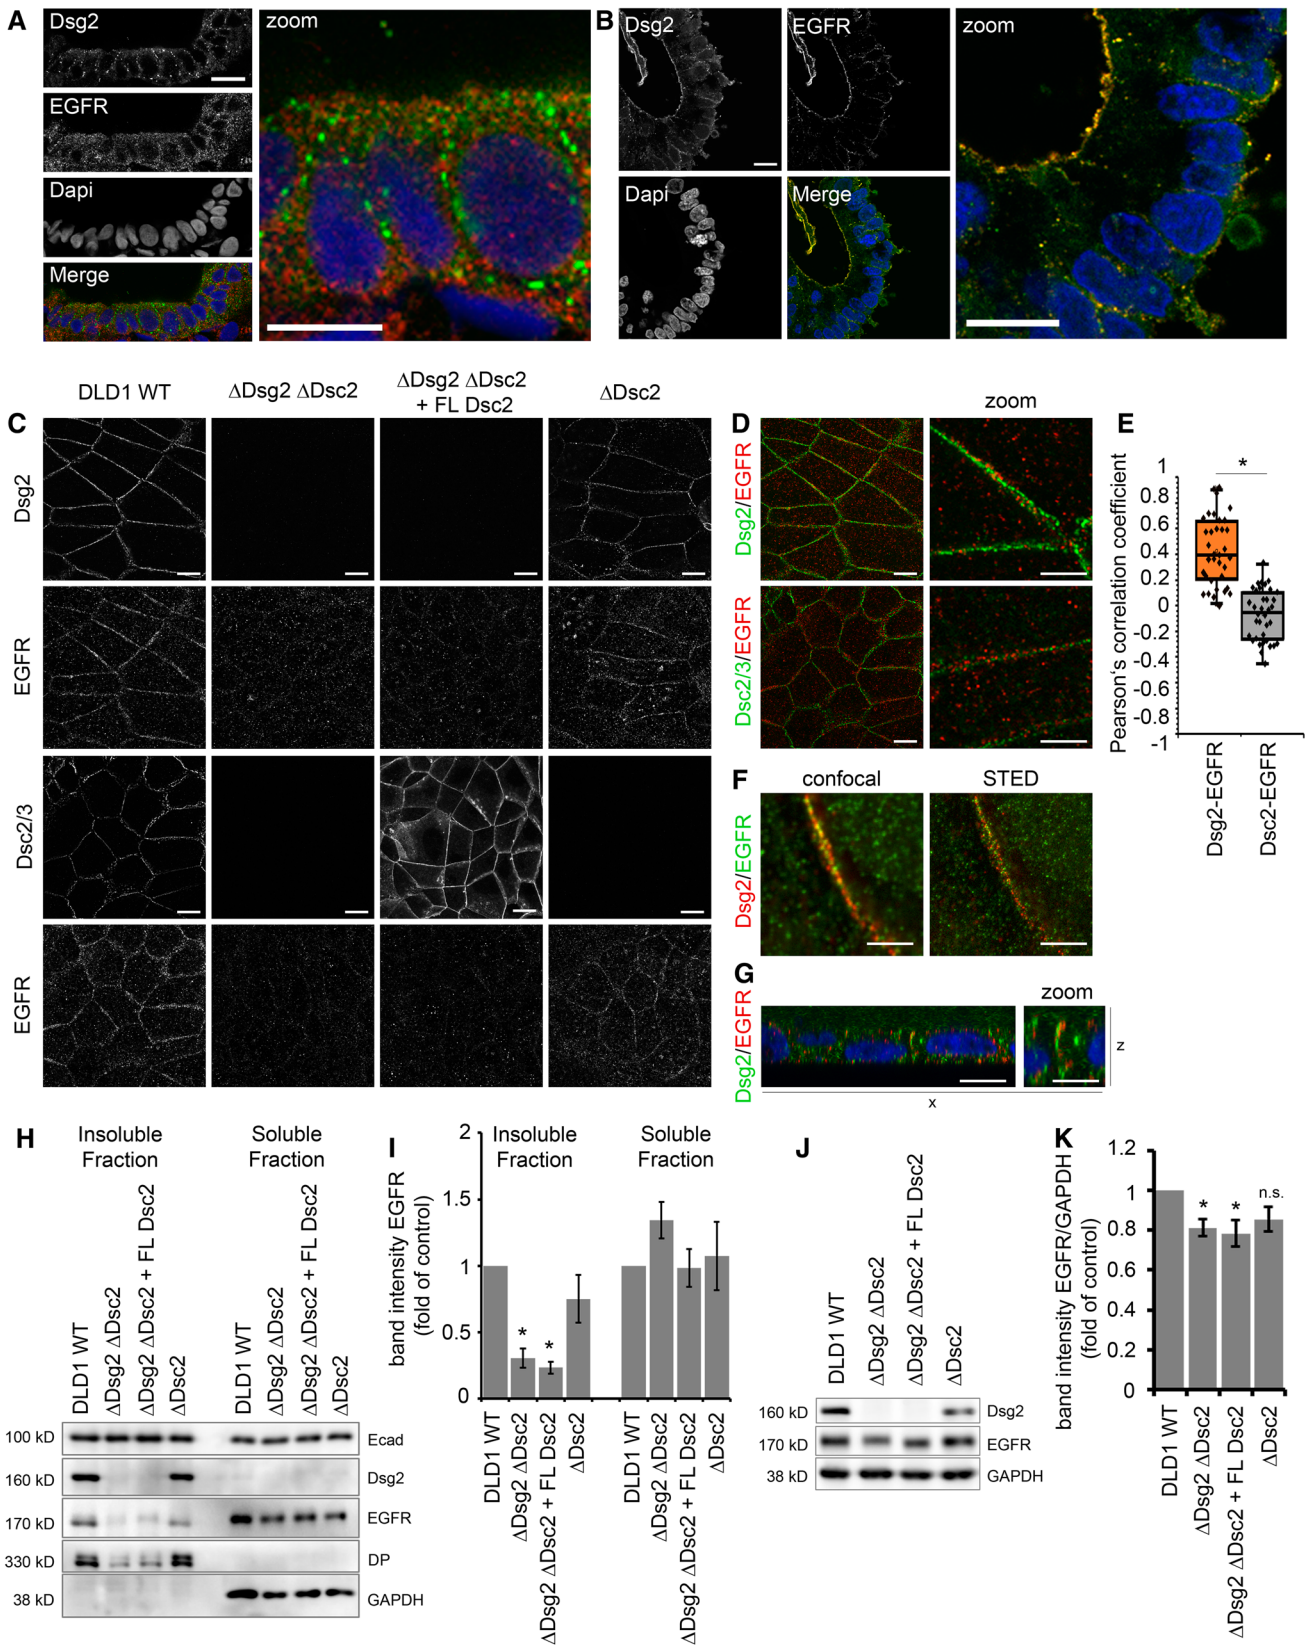 A
Dsg2
EGFR
Dapi
Merge
zoom
B
Dsg2
EGFR
Dapi
Merge
zoom
C
DLD1 WT
ΔDsg2 ΔDsc2
ΔDsg2 ΔDsc2
+ FL Dsc2
ΔDsc2
Dsg2
EGFR
Dsc2/3
EGFR
D
zoom
Dsg2/EGFR
Dsc2/3/EGFR
E
Pearson's correlation coefficient
1
0.8
0.6
0.4
0.2
0
-0.2
-0.4
-0.6
-0.8
-1
*
Dsg2-EGFR
Dsc2-EGFR
F
confocal
STED
Dsg2/EGFR
G
zoom
Dsg2/EGFR
z
x
H
Insoluble
Fraction
Soluble
Fraction
DLD1 WT
ΔDsg2 ΔDsc2
ΔDsg2 ΔDsc2 + FL Dsc2
ΔDsc2
DLD1 WT
ΔDsg2 ΔDsc2
ΔDsg2 ΔDsc2 + FL Dsc2
ΔDsc2
100 kD
Ecad
160 kD
Dsg2
170 kD
EGFR
330 kD
DP
38 kD
GAPDH
I
band intensity EGFR
(fold of control)
2
1.5
1
0.5
0
Insoluble
Fraction
Soluble
Fraction
*
*
DLD1 WT
ΔDsg2 ΔDsc2
ΔDsg2 ΔDsc2 + FL Dsc2
ΔDsc2
DLD1 WT
ΔDsg2 ΔDsc2
ΔDsg2 ΔDsc2 + FL Dsc2
ΔDsc2
J
DLD1 WT
ΔDsg2 ΔDsc2
ΔDsg2 ΔDsc2 + FL Dsc2
ΔDsc2
160 kD
Dsg2
170 kD
EGFR
38 kD
GAPDH
K
band intensity EGFR/GAPDH
(fold of control)
1.2
1
0.8
0.6
0.4
0.2
0
*
*
n.s.
DLD1 WT
ΔDsg2 ΔDsc2
ΔDsg2 ΔDsc2 + FL Dsc2
ΔDsc2